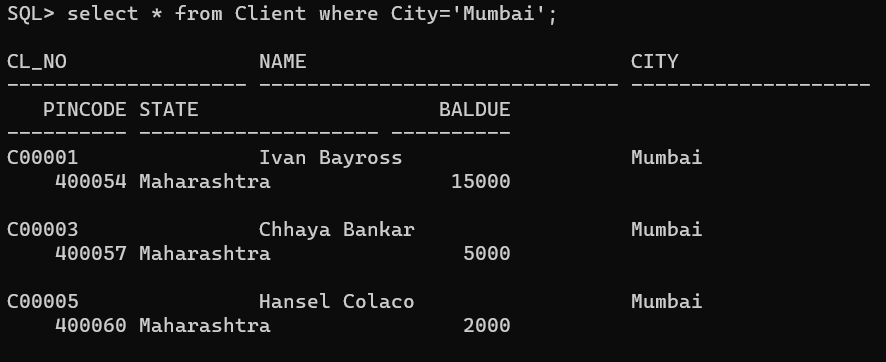 SQL> select * from Client where City='Mumbai';
CL_NO                NAME                           CITY
-------------------- ------------------------------ --------------------
   PINCODE STATE                    BALDUE
---------- -------------------- ----------
C00001               Ivan Bayross                   Mumbai
    400054 Maharashtra               15000
C00003               Chhaya Bankar                  Mumbai
    400057 Maharashtra                5000
C00005               Hansel Colaco                  Mumbai
    400060 Maharashtra                2000